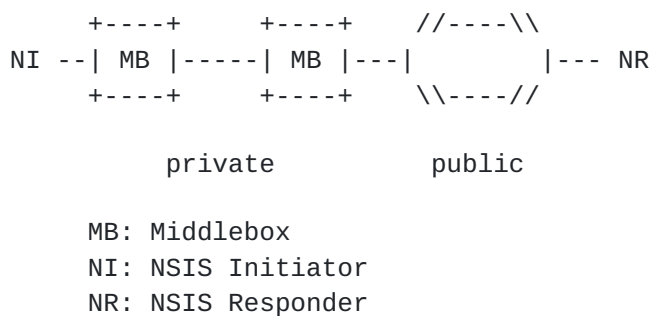 +----+     +----+    //----\\
NI --| MB |-----| MB |---|        |--- NR
     +----+     +----+    \\----//

          private          public

     MB: Middlebox
     NI: NSIS Initiator
     NR: NSIS Responder